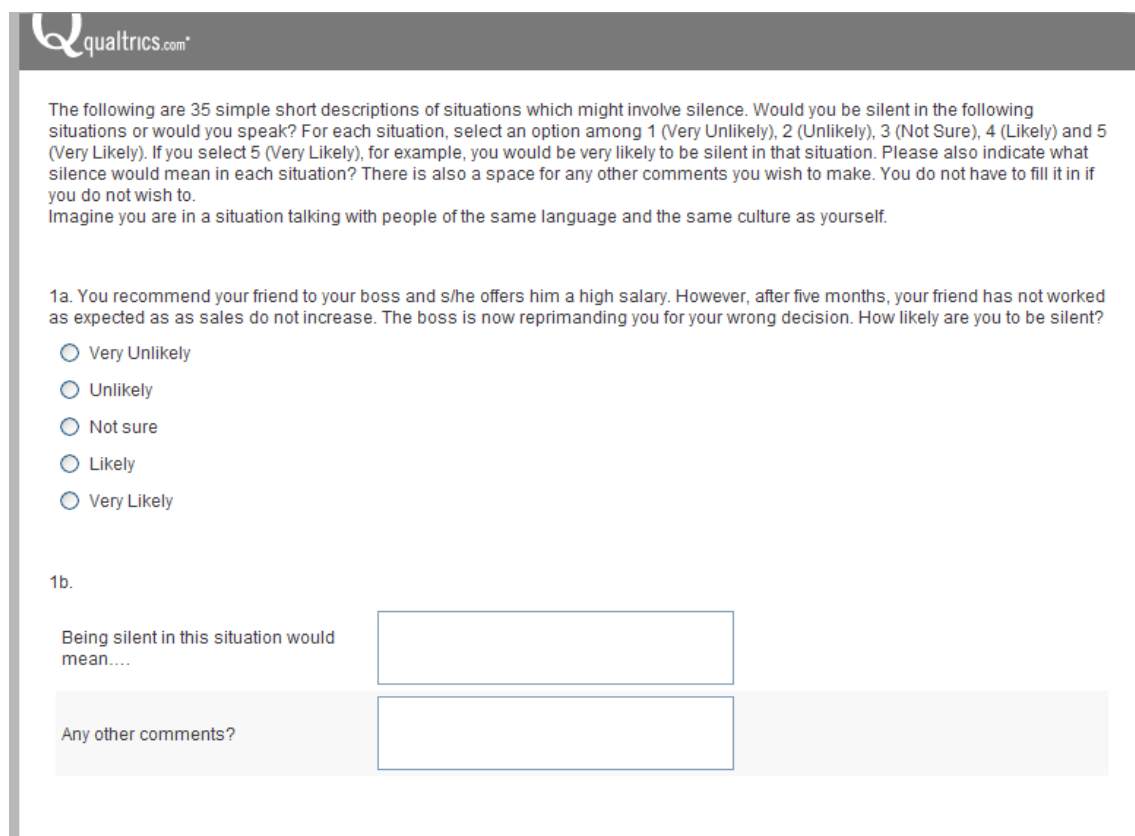 Qualtrics.com
The following are 35 simple short descriptions of situations which might involve silence. Would you be silent in the following
situations or would you speak? For each situation, select an option among 1 (Very Unlikely), 2 (Unlikely), 3 (Not Sure), 4 (Likely) and 5
(Very Likely). If you select 5 (Very Likely), for example, you would be very likely to be silent in that situation. Please also indicate what
silence would mean in each situation? There is also a space for any other comments you wish to make. You do not have to fill it in if
you do not wish to.
Imagine you are in a situation talking with people of the same language and the same culture as yourself.
1a. You recommend your friend to your boss and s/he offers him a high salary. However, after five months, your friend has not worked
as expected as as sales do not increase. The boss is now reprimanding you for your wrong decision. How likely are you to be silent?
Very Unlikely
Unlikely
Not sure
Likely
Very Likely
1b.
Being silent in this situation would
mean....
Any other comments?